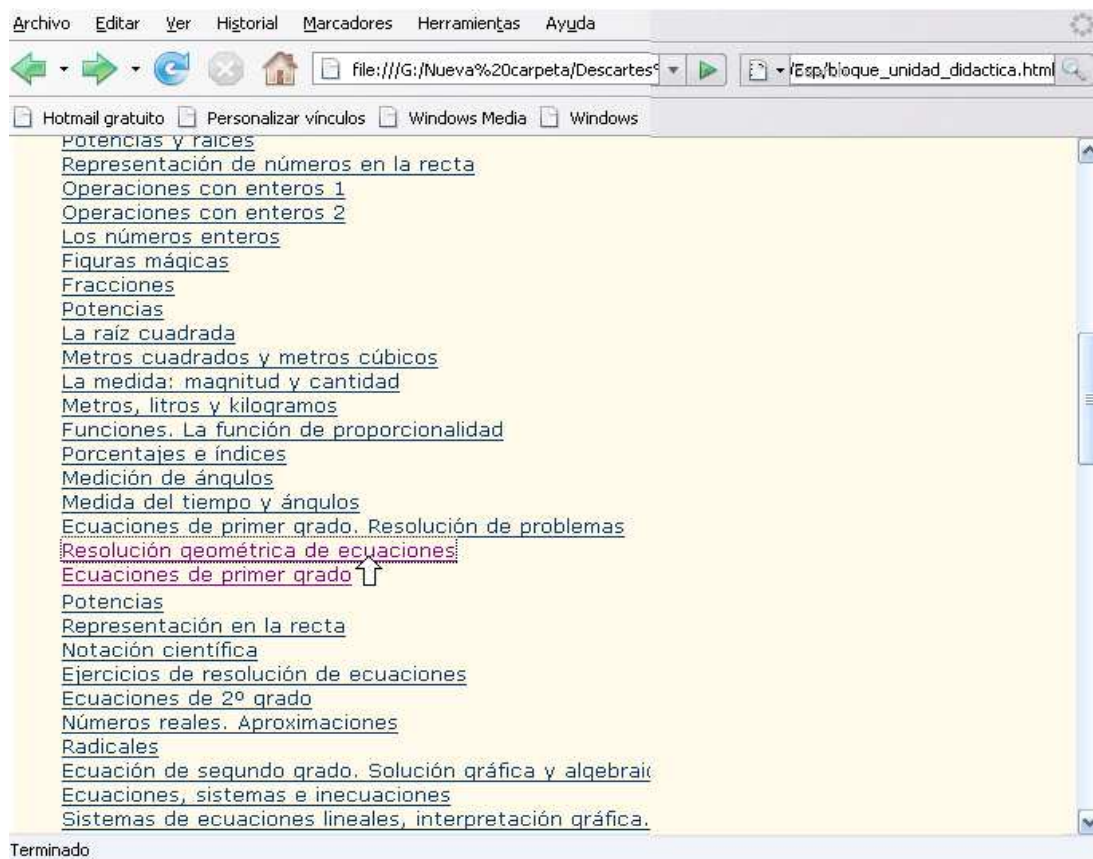 Archivo Editar Ver Historial Marcadores Herramientas Ayuda
file:///G:/Nueva%20carpeta/Descartes% /Esp/bloque_unidad_didactica.html
Hotmail gratuito Personalizar vínculos Windows Media Windows
Potencias y raíces
Representación de números en la recta
Operaciones con enteros 1
Operaciones con enteros 2
Los números enteros
Figuras mágicas
Fracciones
Potencias
La raíz cuadrada
Metros cuadrados y metros cúbicos
La medida: magnitud y cantidad
Metros, litros y kilogramos
Funciones. La función de proporcionalidad
Porcentajes e índices
Medición de ángulos
Medida del tiempo y ángulos
Ecuaciones de primer grado. Resolución de problemas
Resolución geométrica de ecuaciones
Ecuaciones de primer grado
Potencias
Representación en la recta
Notación científica
Ejercicios de resolución de ecuaciones
Ecuaciones de 2º grado
Números reales. Aproximaciones
Radicales
Ecuación de segundo grado. Solución gráfica y algebraic
Ecuaciones, sistemas e inecuaciones
Sistemas de ecuaciones lineales, interpretación gráfica.
Terminado